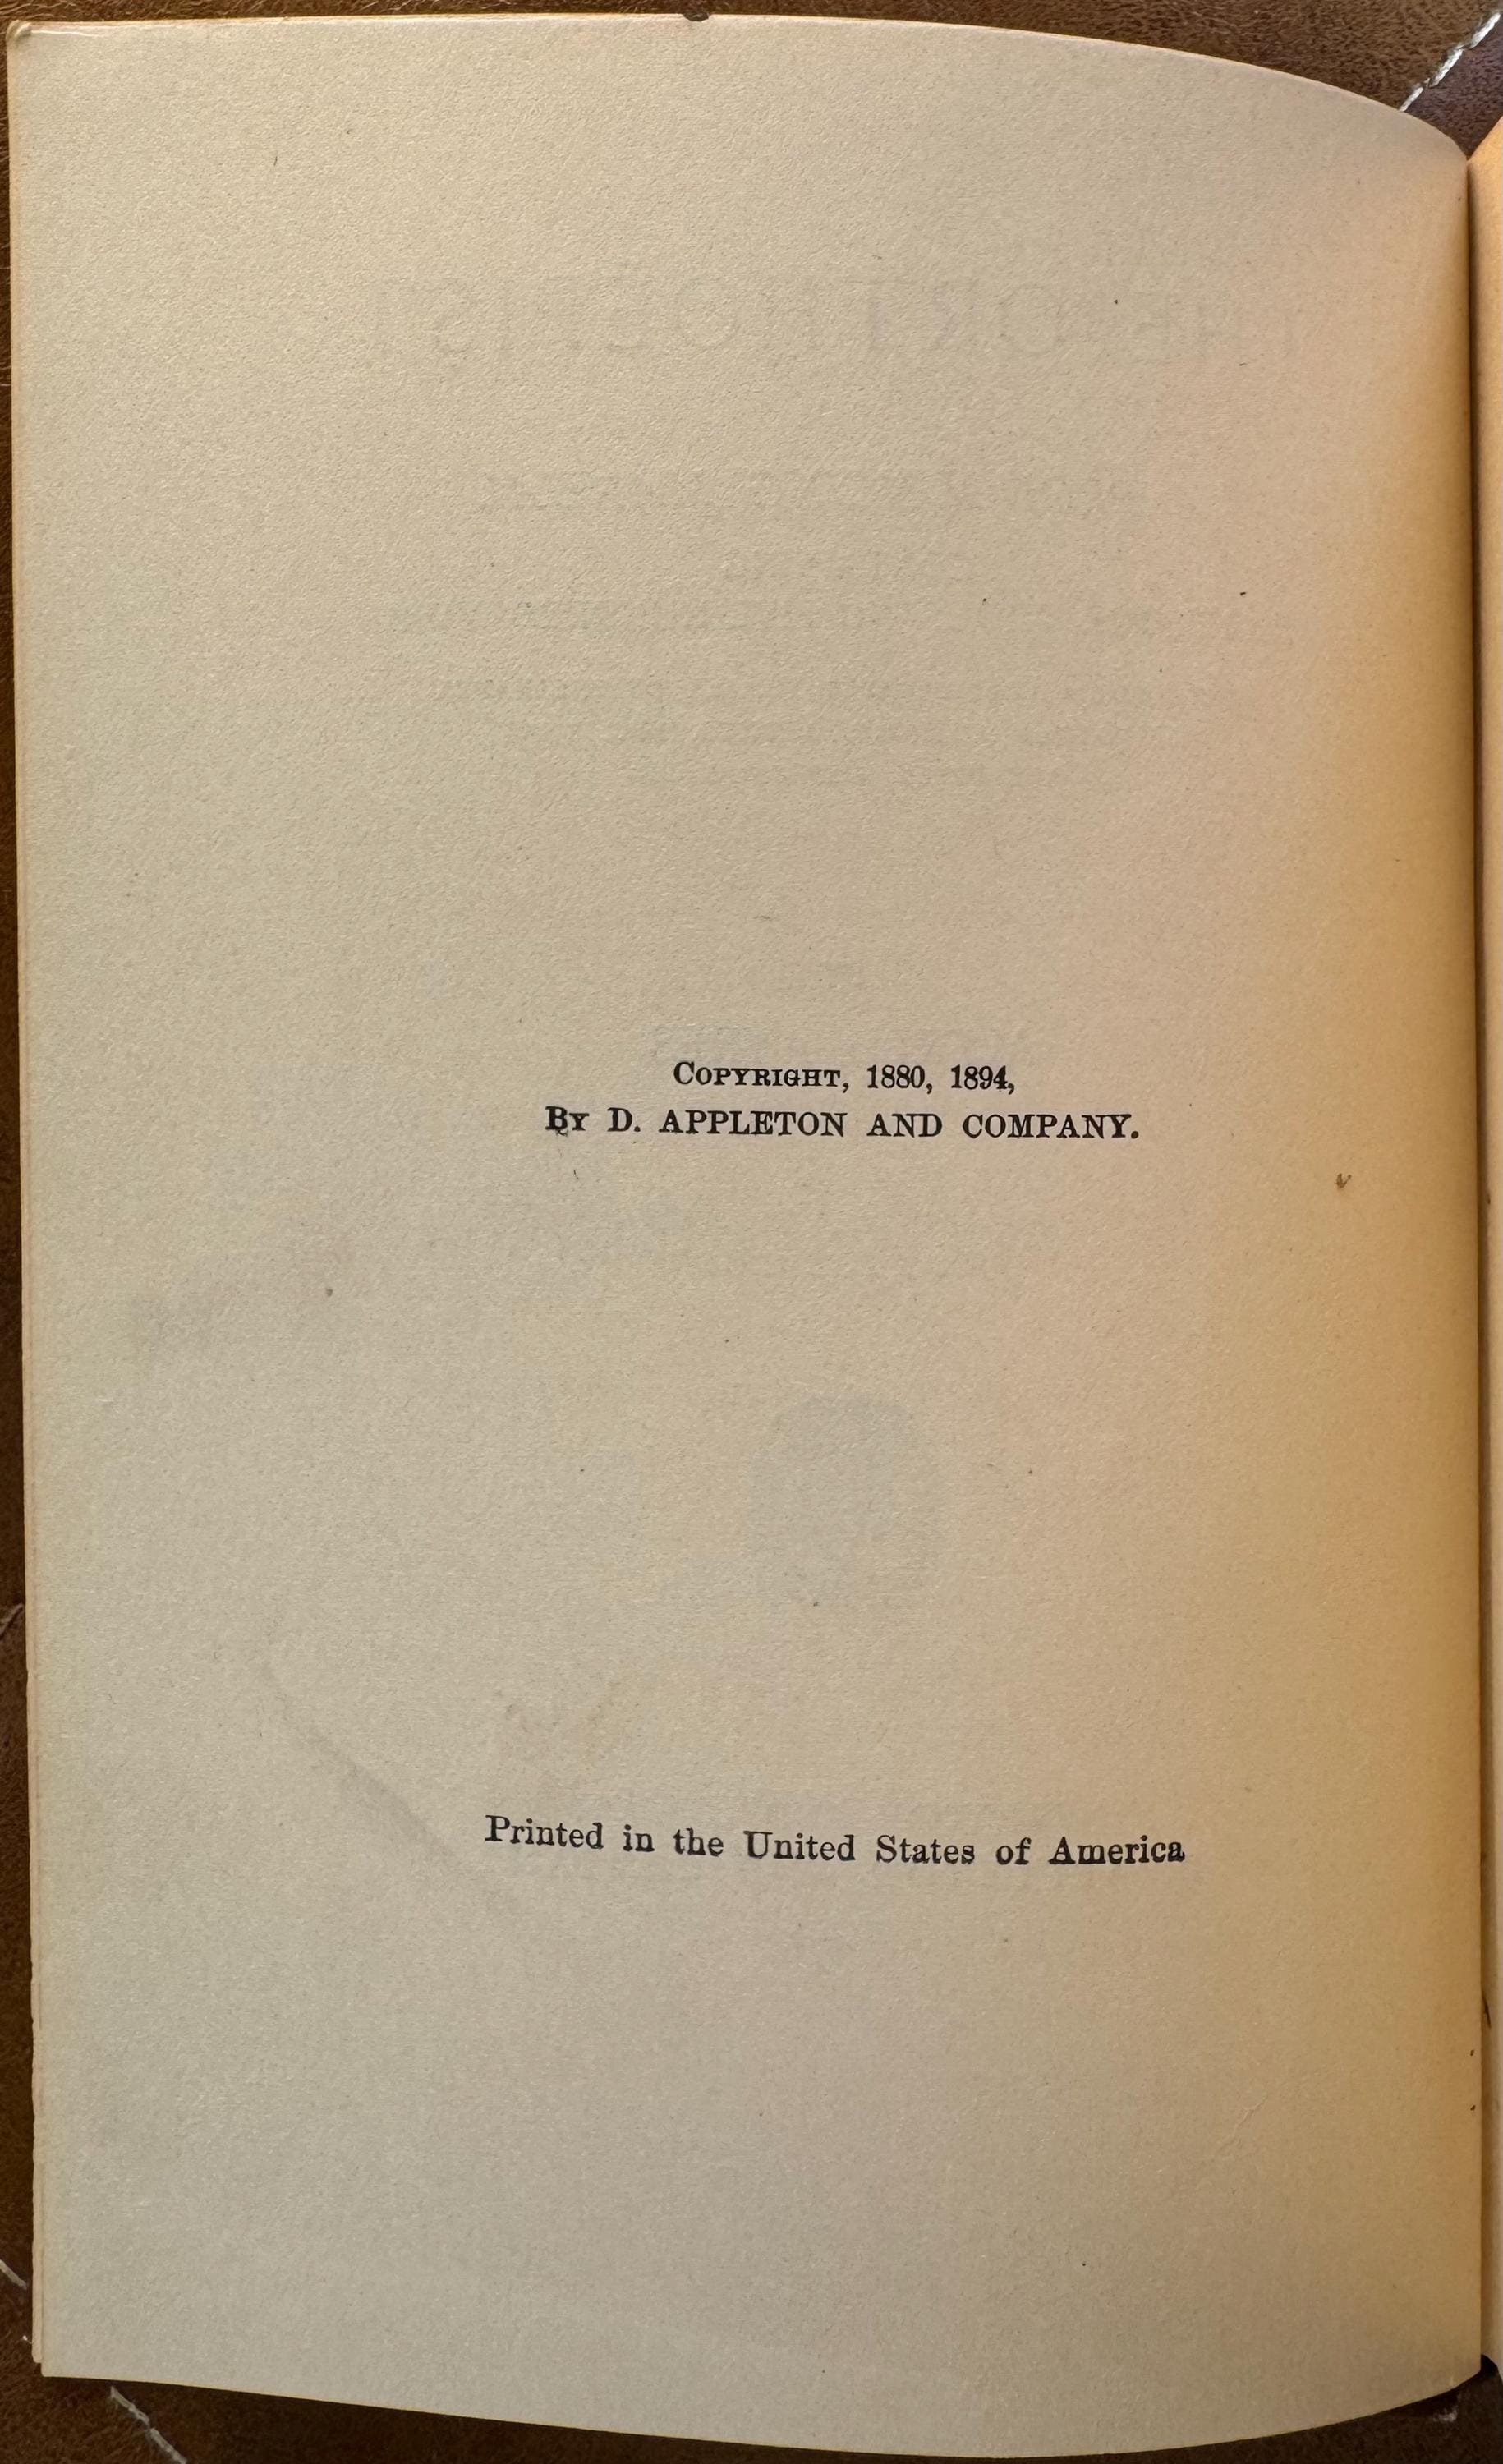 COPYRIGHT, 1880, 1894,
BY D. APPLETON AND COMPANY.
Printed in the United States of America